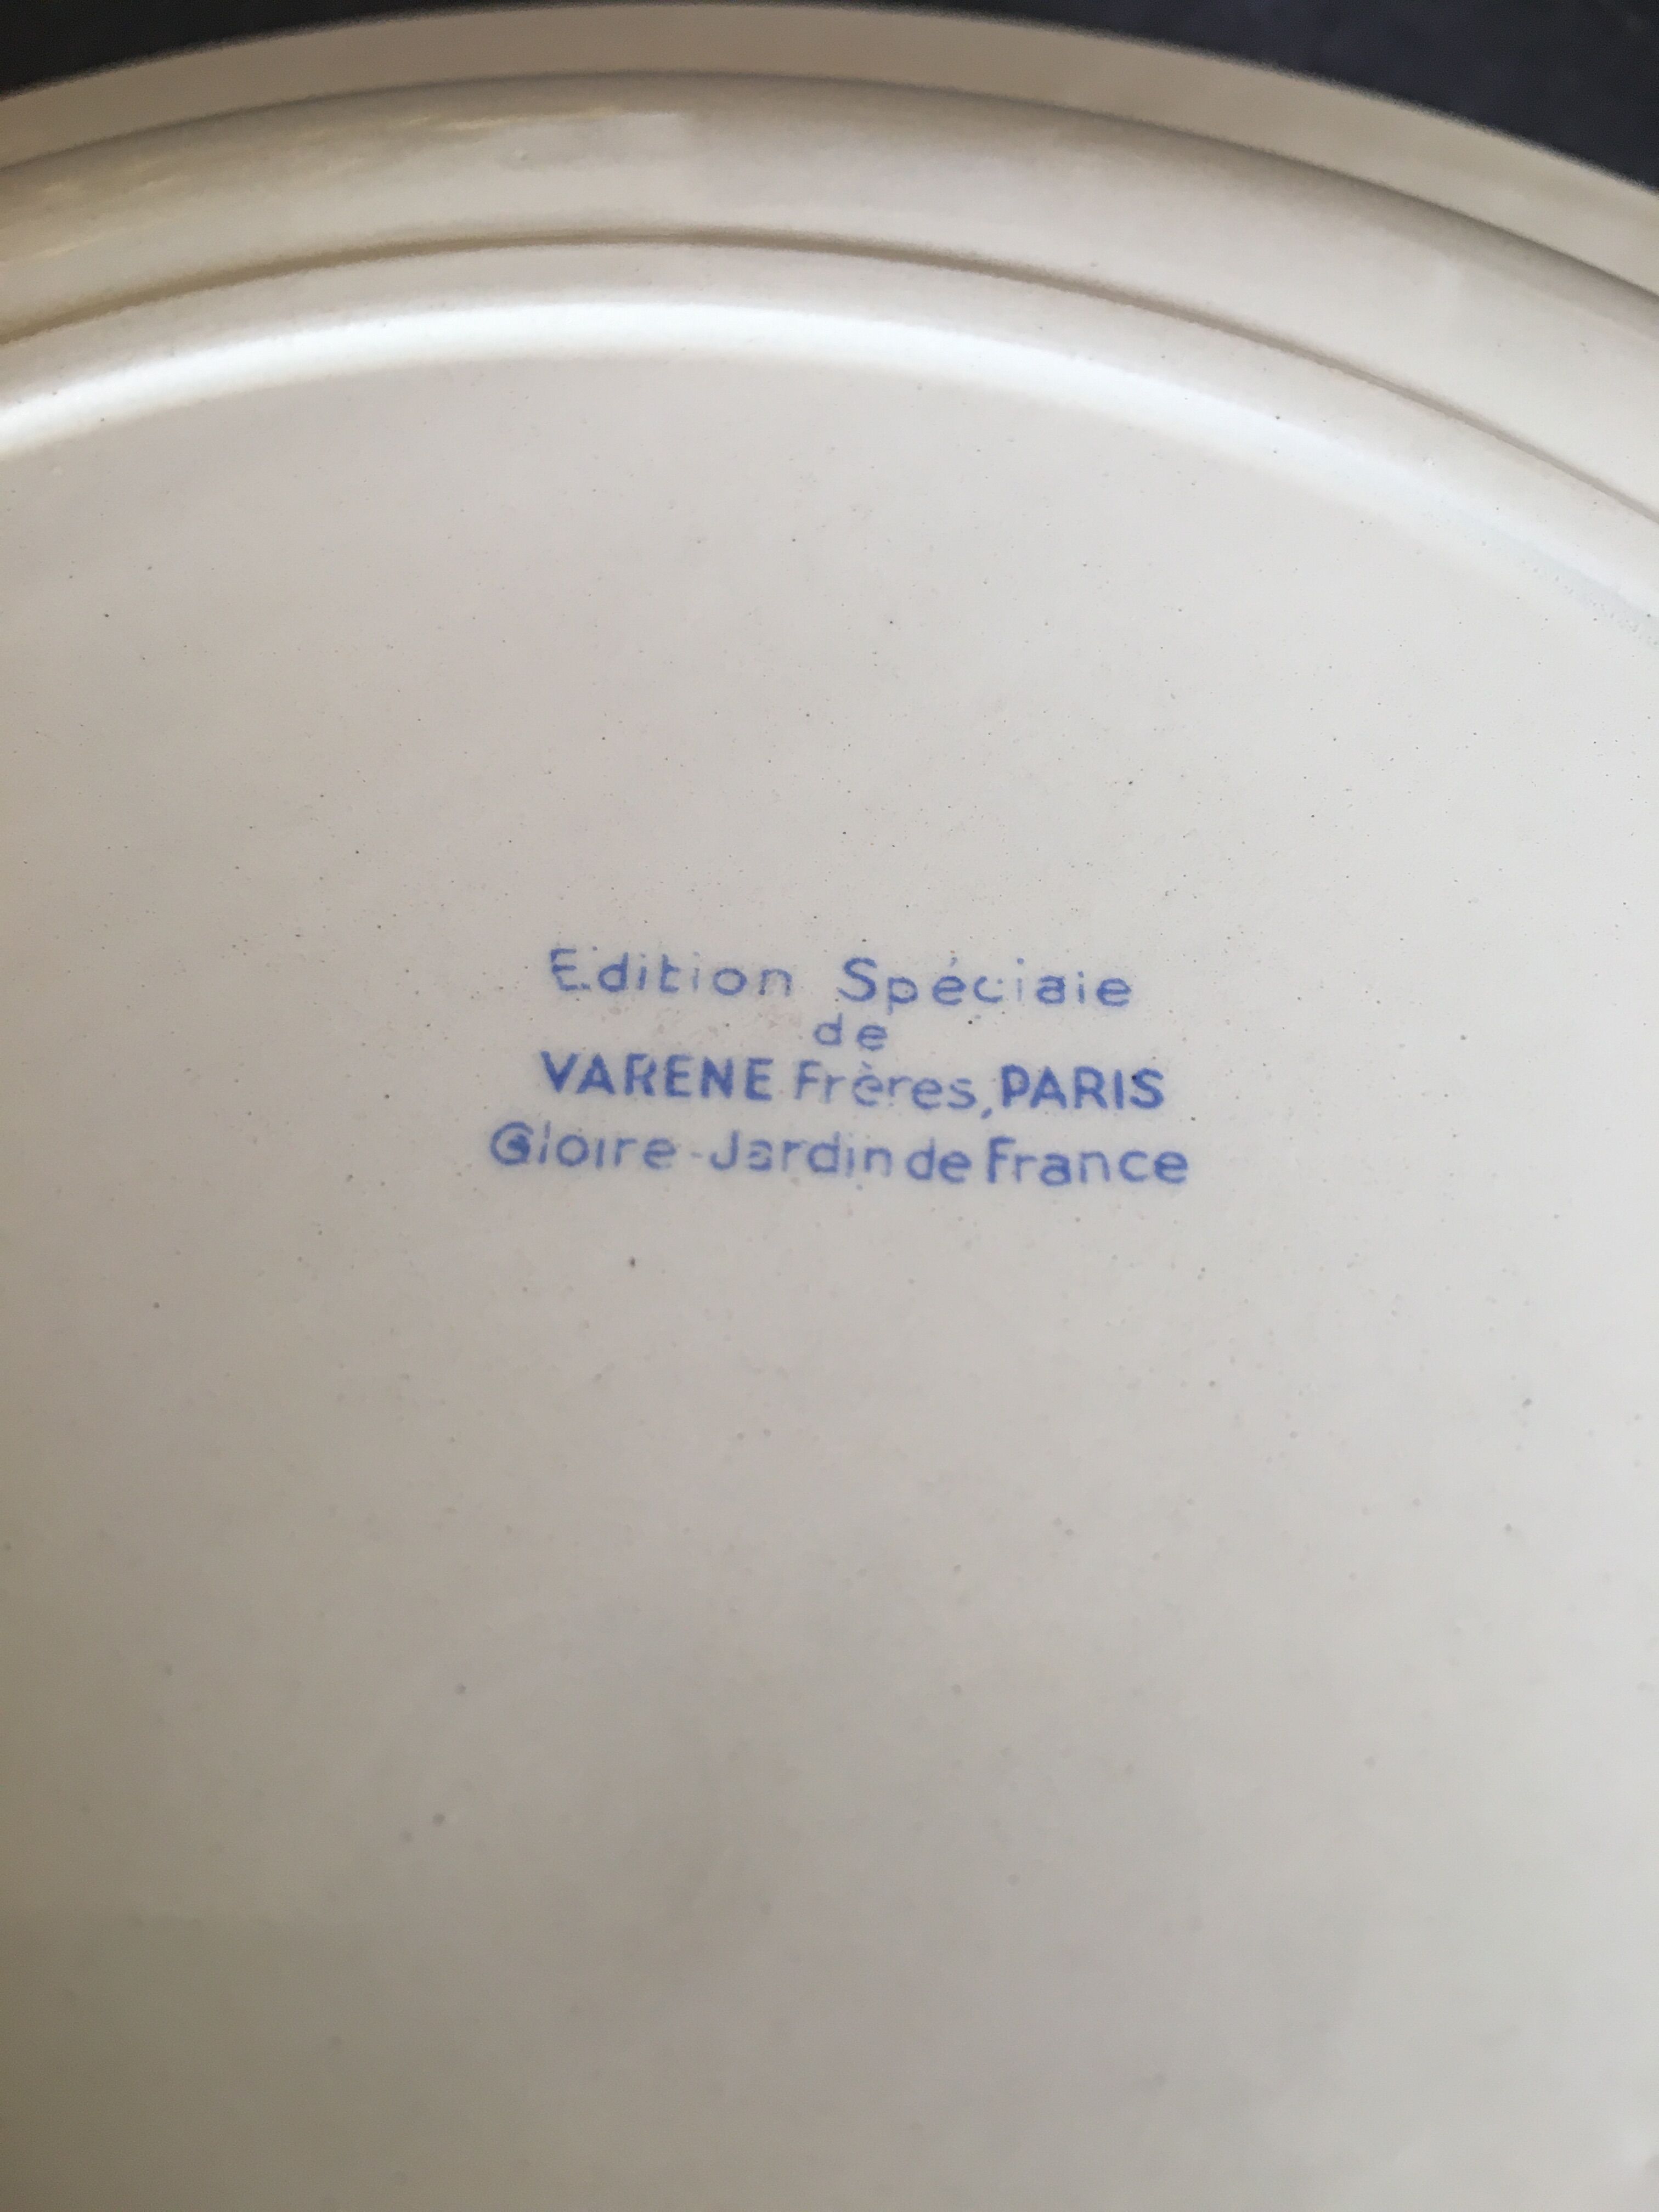 Edition Spéciale
de
VARENE Frères, PARIS
Gloire-Jardin de France